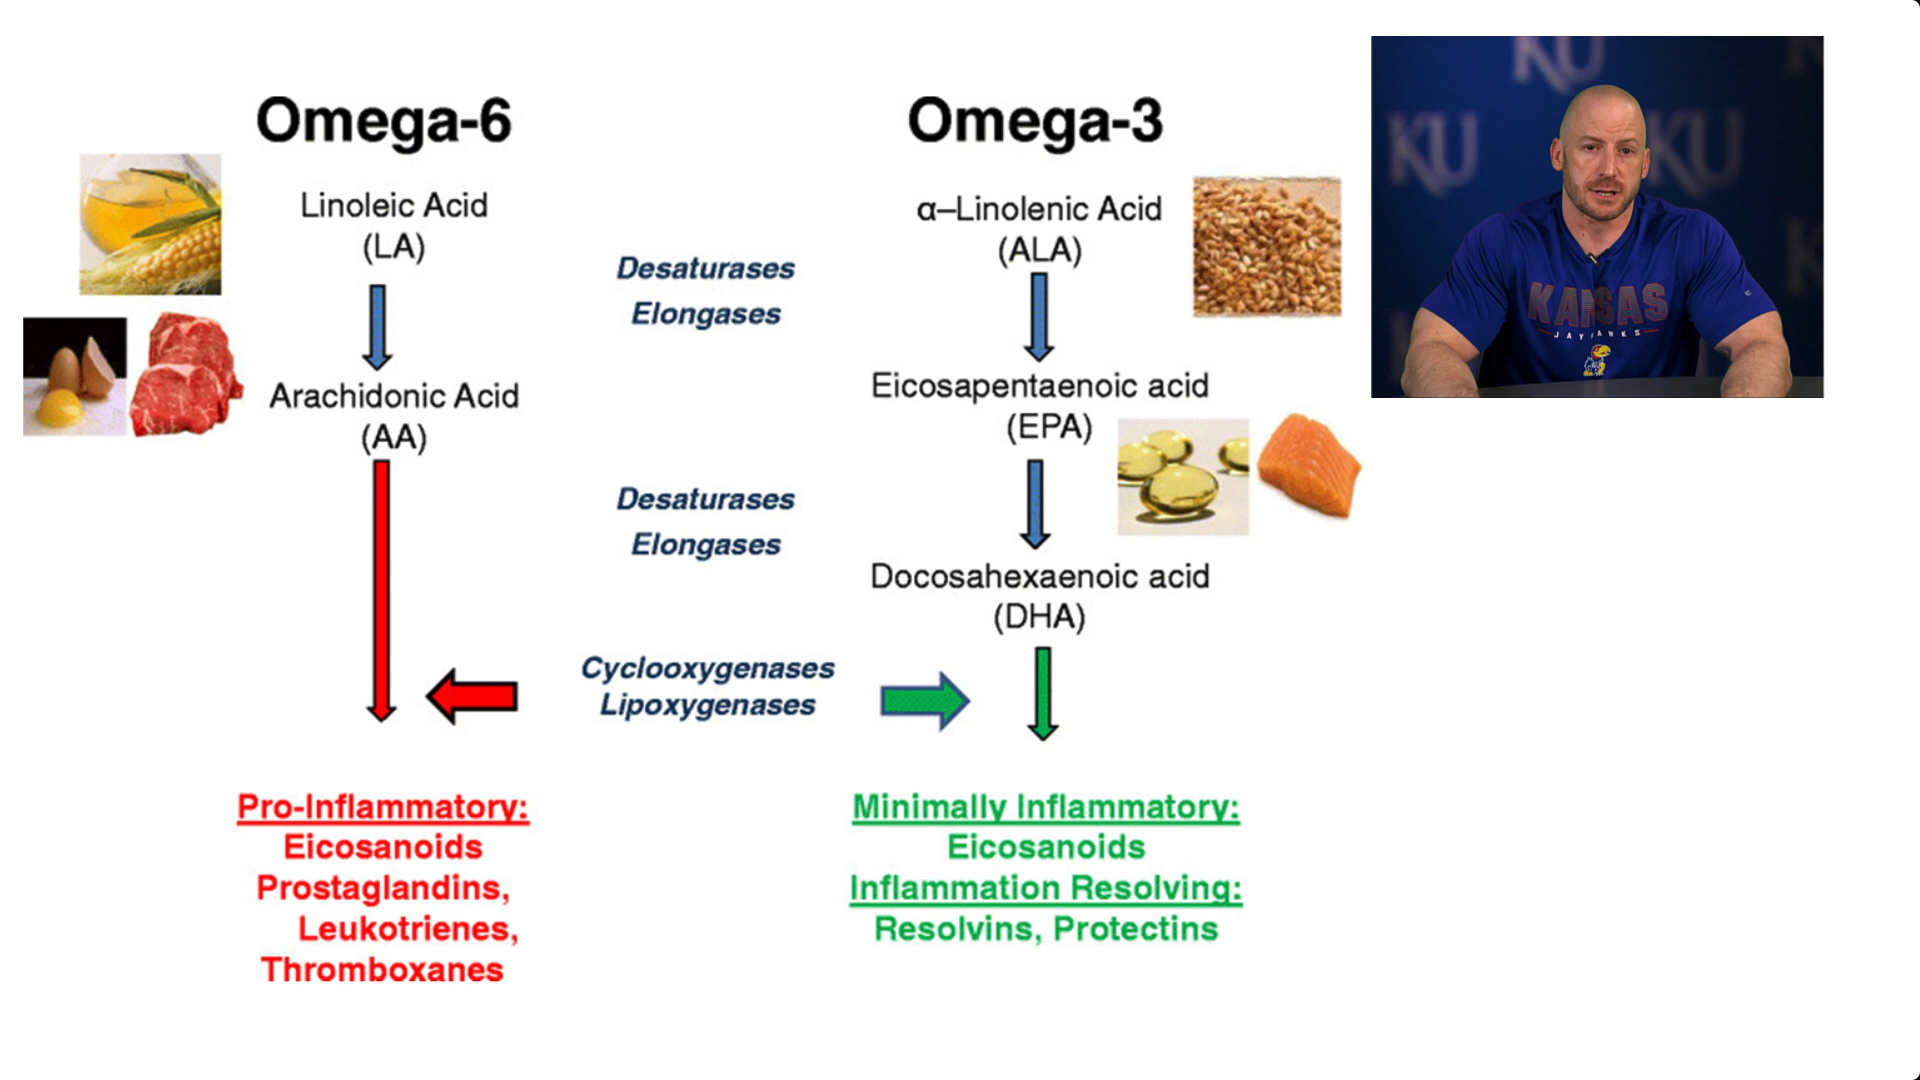 Omega-6
Linoleic Acid
(LA)
Arachidonic Acid
(AA)
Pro-Inflammatory:
Eicosanoids
Prostaglandins,
Leukotrienes,
Thromboxanes
Desaturases
Elongases
Desaturases
Elongases
Cyclooxygenases
Lipoxygenases
Omega-3
α–Linolenic Acid
(ALA)
Eicosapentaenoic acid
(EPA)
Docosahexaenoic acid
(DHA)
Minimally Inflammatory:
Eicosanoids
Inflammation Resolving:
Resolvins, Protectins
KU
KU
KU
KANSAS
JAYHAWKS